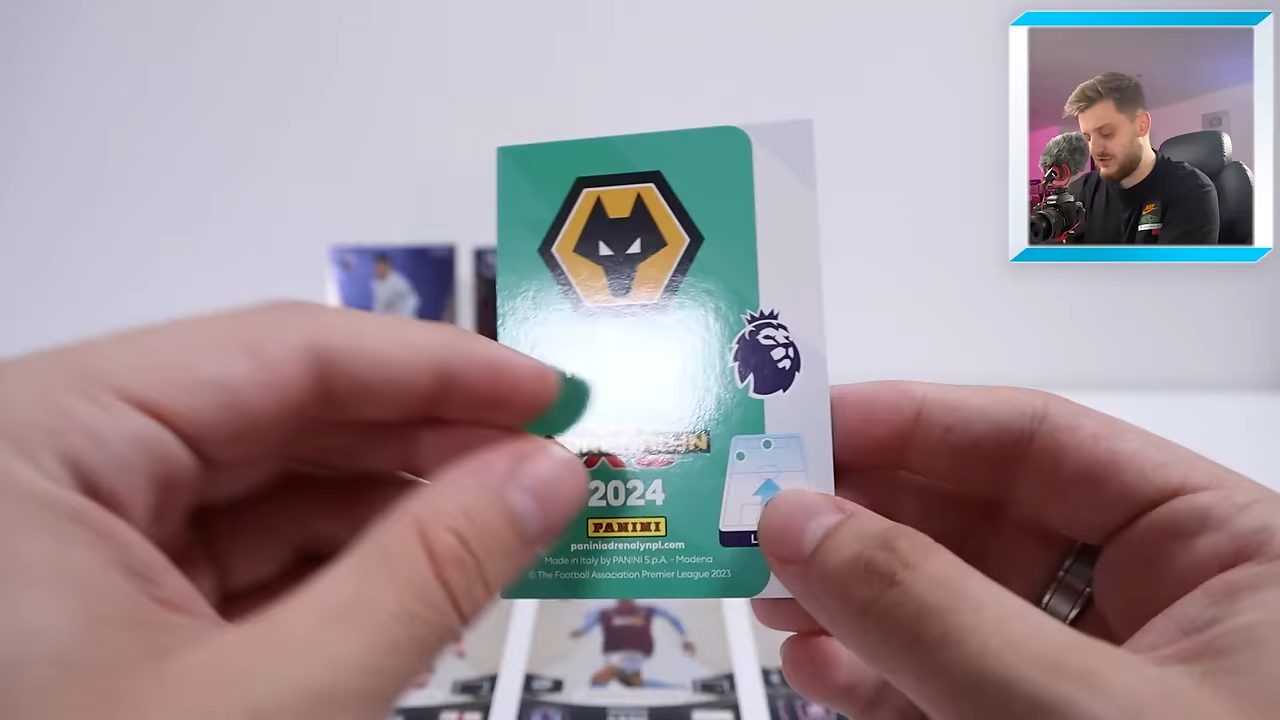 2024
PANINI
paniniadrenalynpl.com
Made in Italy by PANINI S.p.A. - Modena
© The Football Association Premier League 2023